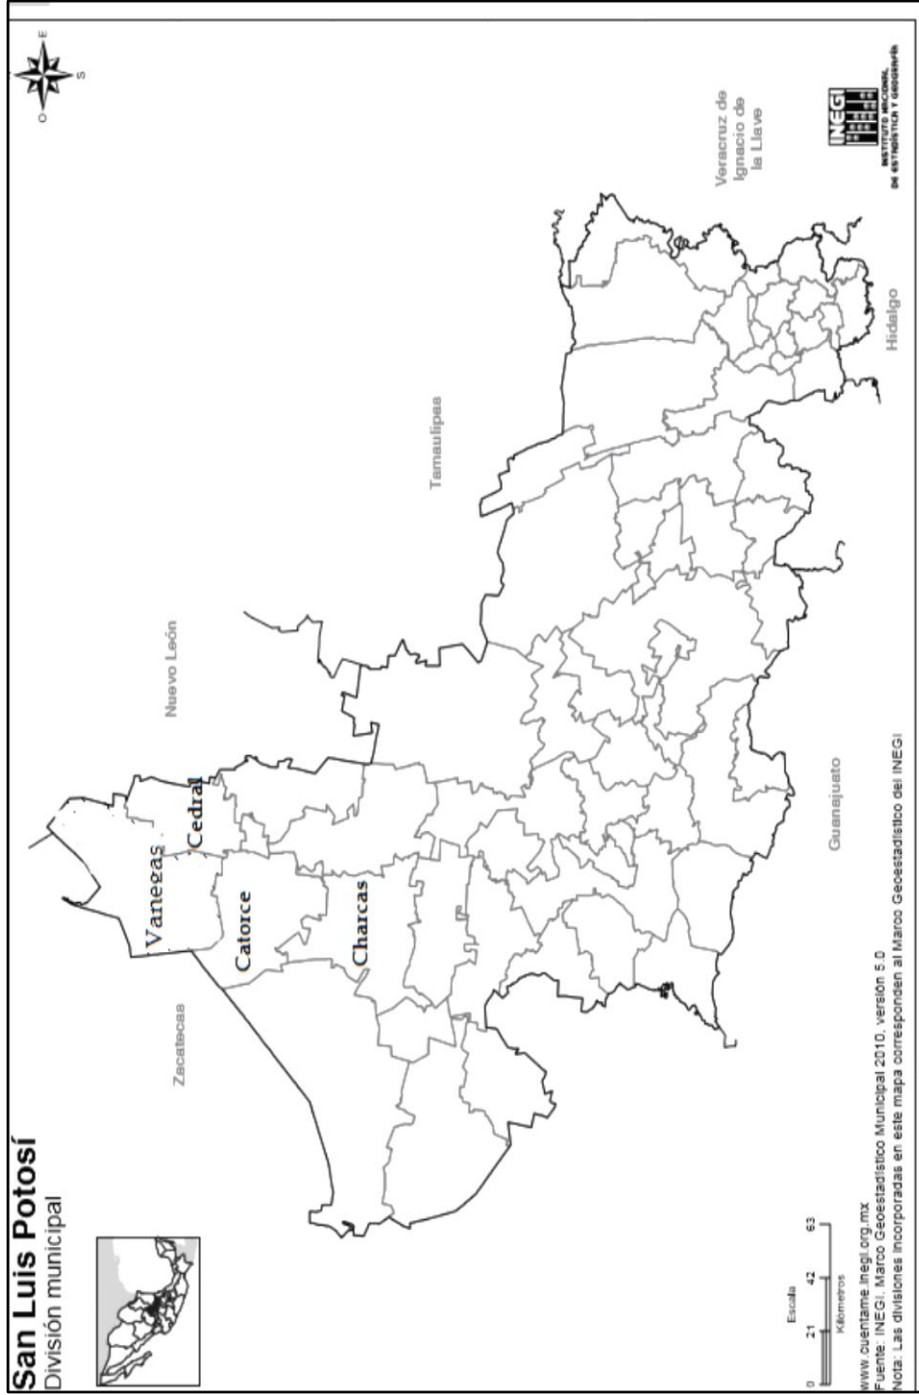 San Luis Potosí
División municipal
E
S
O
Nuevo León
Zacatecas
Tamaulipas
Vanegas
Cedral
Catorce
Charcas
Veracruz de
Ignacio de
la Llave
Guanajuato
Hidalgo
Escala
0 21 42 63
Kilómetros
INEGI
INSTITUTO NACIONAL
DE ESTADÍSTICA Y GEOGRAFÍA
www.cuentame.inegi.org.mx
Fuente: INEGI. Marco Geoestadístico Municipal 2010, versión 5.0
Nota: Las divisiones incorporadas en este mapa corresponden al Marco Geoestadístico del INEGI